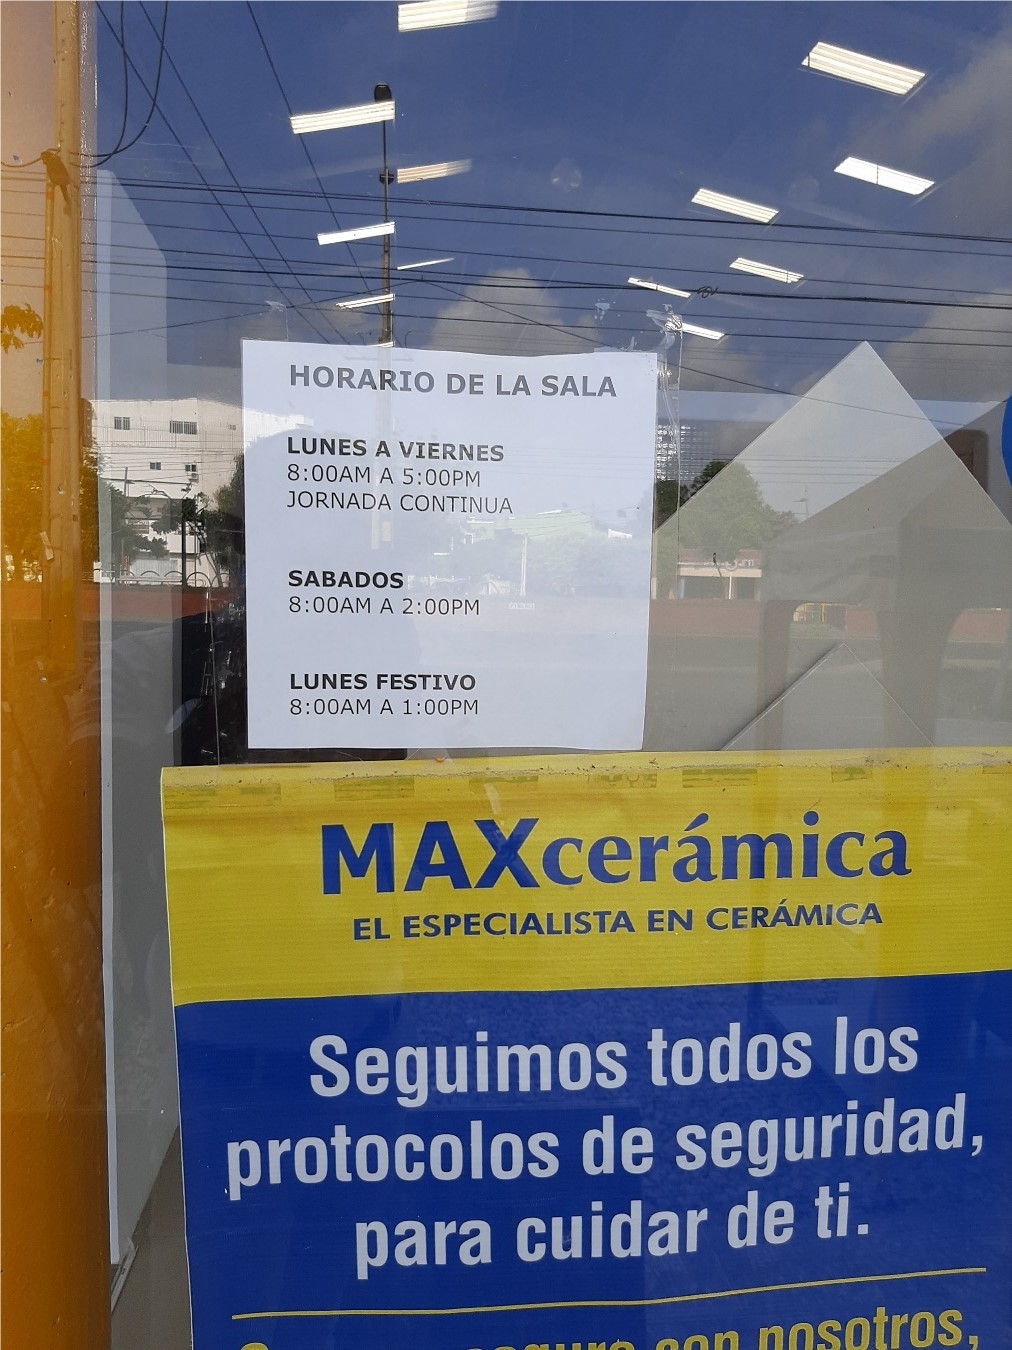 HORARIO DE LA SALA
LUNES A VIERNES
8:00AM A 5:00PM
JORNADA CONTINUA
SABADOS
8:00AM A 2:00PM
LUNES FESTIVO
8:00AM A 1:00PM
MAXcerámica
EL ESPECIALISTA EN CERÁMICA
Seguimos todos los
protocolos de seguridad,
para cuidar de ti.
con nosotros,